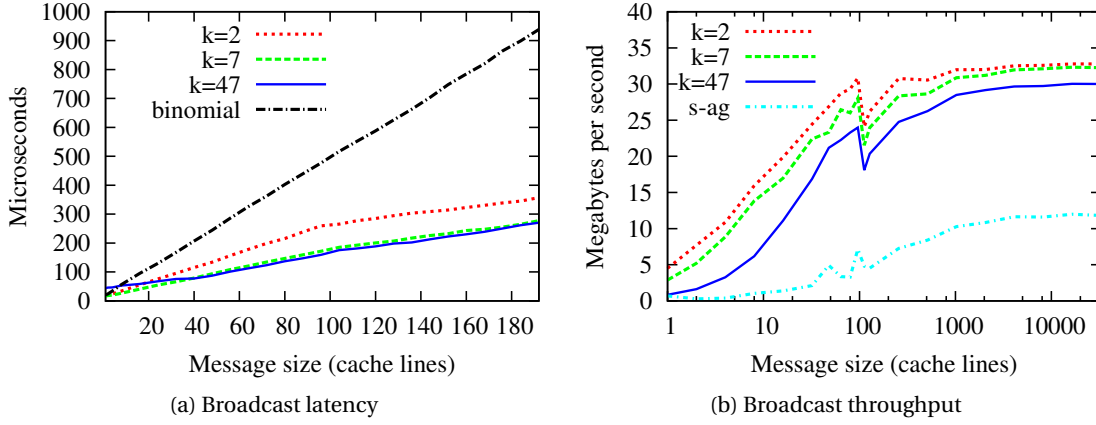 1000
900
800
700
600
500
400
300
200
100
0
Microseconds
k=2
k=7
k=47
binomial
20 40 60 80 100 120 140 160 180
Message size (cache lines)
(a) Broadcast latency
40
35
30
25
20
15
10
5
0
Megabytes per second
k=2
k=7
k=47
s-ag
1 10 100 1000 10000
Message size (cache lines)
(b) Broadcast throughput